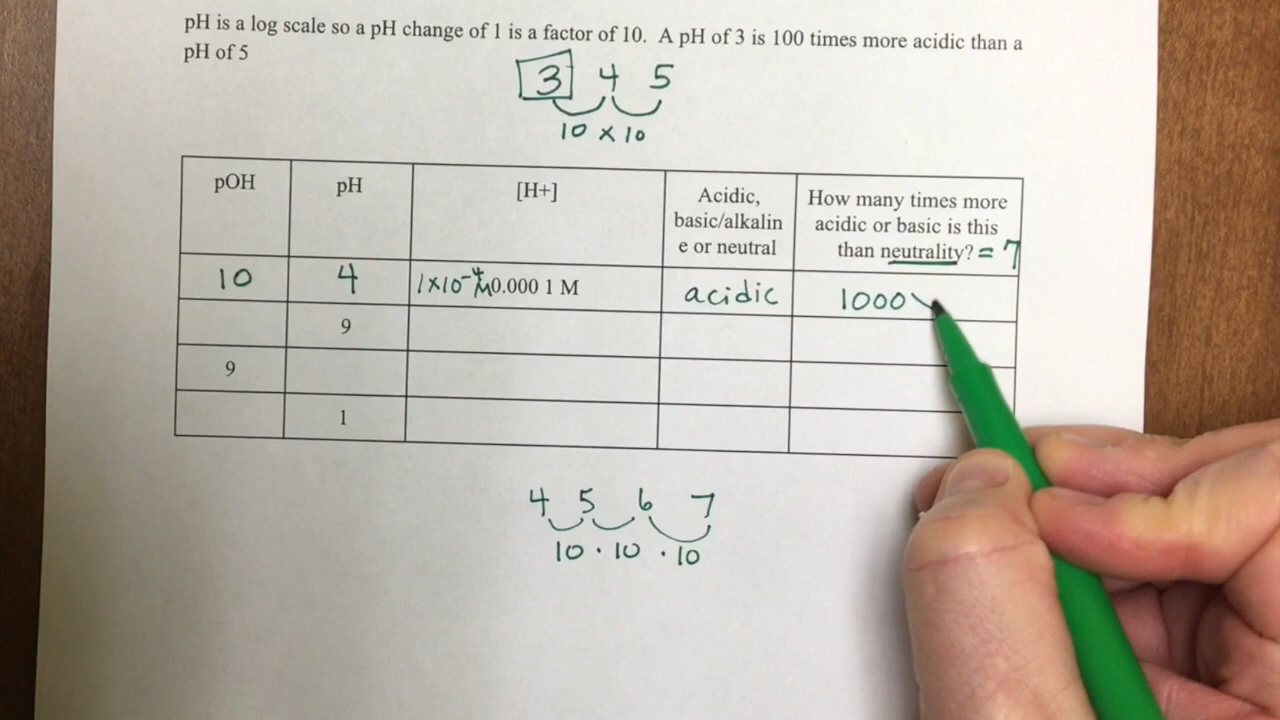 pH is a log scale so a pH change of 1 is a factor of 10. A pH of 3 is 100 times more acidic than a
pH of 5
3 4 5
10 x 10
pOH
pH
[H+]
Acidic,
basic/alkalin
e or neutral
How many times more
acidic or basic is this
than neutrality? = 7
10
4
1x10⁻⁴M
0.000 1 M
acidic
1000
9
9
1
4 5 6 7
10 · 10 · 10